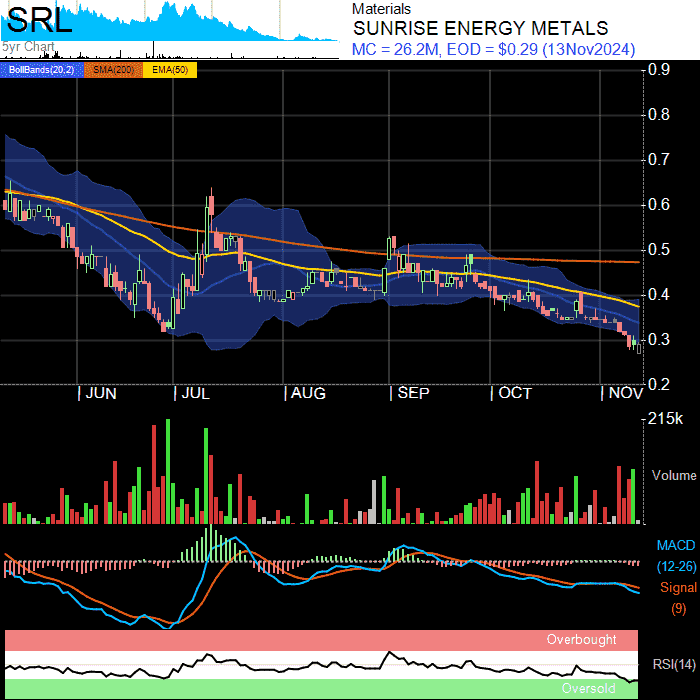 SRL
5yr Chart
Materials
SUNRISE ENERGY METALS
MC = 26.2M, EOD = $0.29 (13Nov2024)
BollBands(20,2) SMA(200) EMA(50)
0.9
0.8
0.7
0.6
0.5
0.4
0.3
0.2
JUN JUL AUG SEP OCT NOV
215k
Volume
MACD
(12-26)
Signal
(9)
Overbought
RSI(14)
Oversold